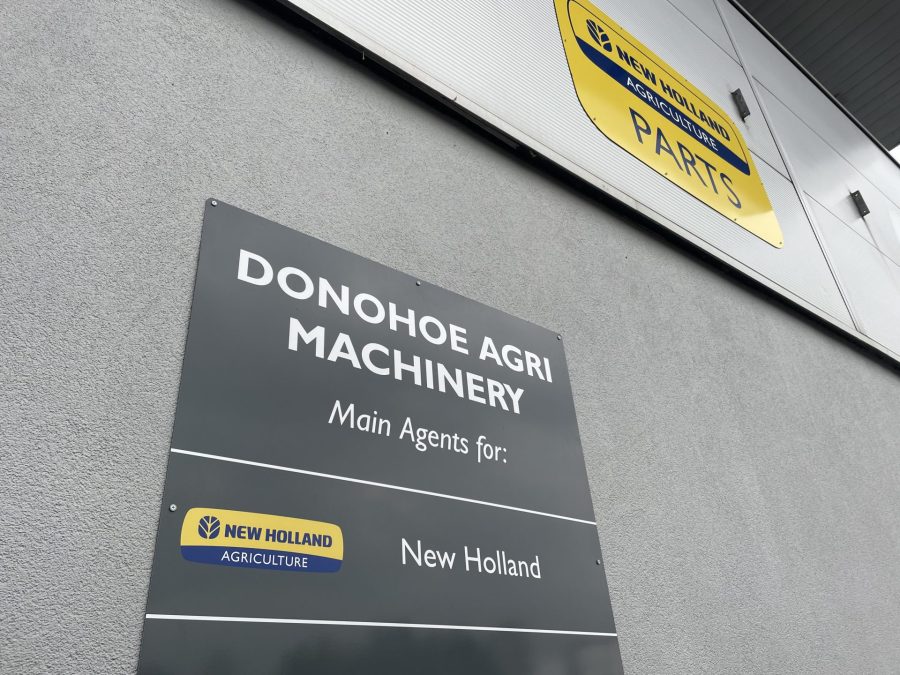 NEW HOLLAND
AGRICULTURE
PARTS
DONOHOE AGRI
MACHINERY
Main Agents for:
NEW HOLLAND
AGRICULTURE
New Holland